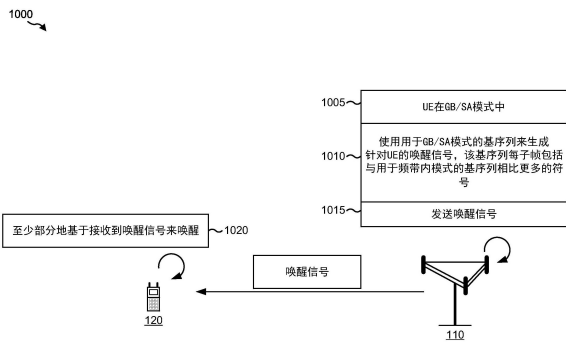 1000
1005
UE在GB/SA模式中
1010
使用用于GB/SA模式的基序列来生成
针对UE的唤醒信号，该基序列每子帧包括
与用于频带内模式的基序列相比更多的符
号
1015
发送唤醒信号
至少部分地基于接收到唤醒信号来唤醒
1020
唤醒信号
120
110